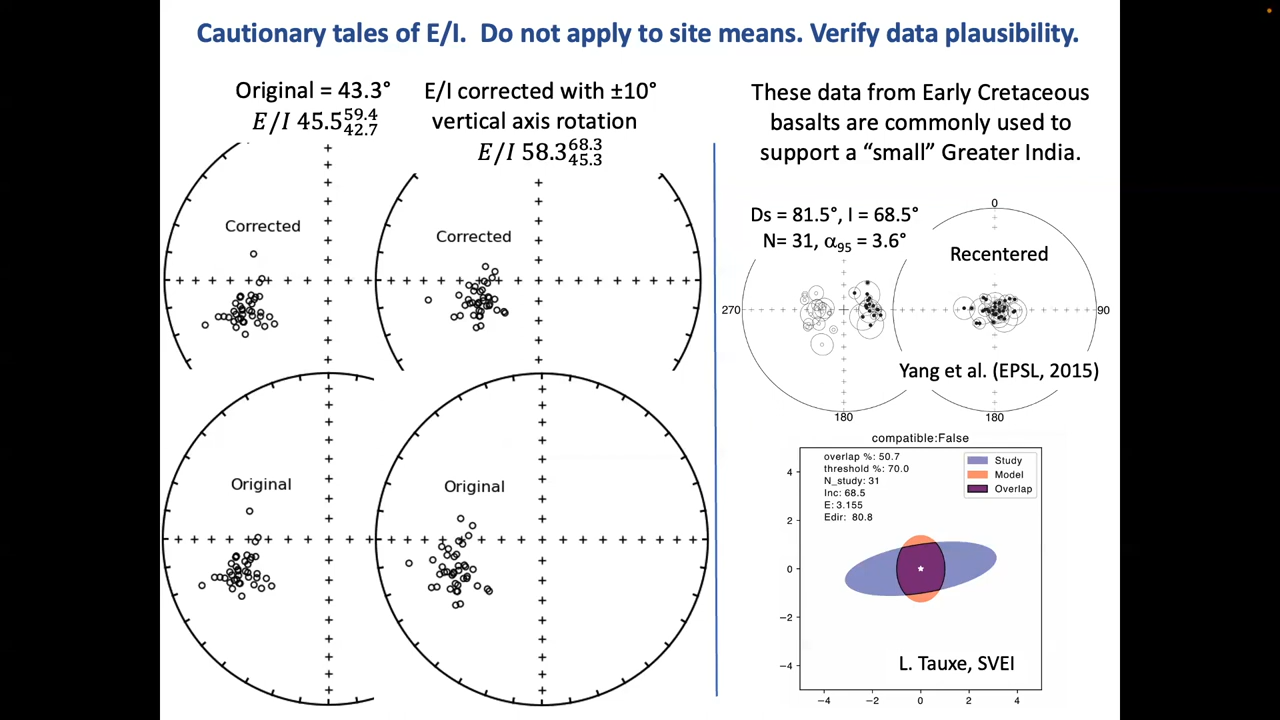 Cautionary tales of E/I. Do not apply to site means. Verify data plausibility.
Original = 43.3°
E/I 45.5 59.4 42.7
E/I corrected with ±10°
vertical axis rotation
E/I 58.3 68.3 45.3
Corrected
Corrected
Original
Original
These data from Early Cretaceous
basalts are commonly used to
support a “small” Greater India.
Ds = 81.5°, I = 68.5°
N= 31, α95 = 3.6°
0
Recentered
270
90
Yang et al. (EPSL, 2015)
180
180
compatible:False
overlap %: 50.7
threshold %: 70.0
N_study: 31
Inc: 68.5
E: 3.155
Edir: 80.8
Study
Model
Overlap
4
2
0
−2
−4
L. Tauxe, SVEI
−4 −2 0 2 4